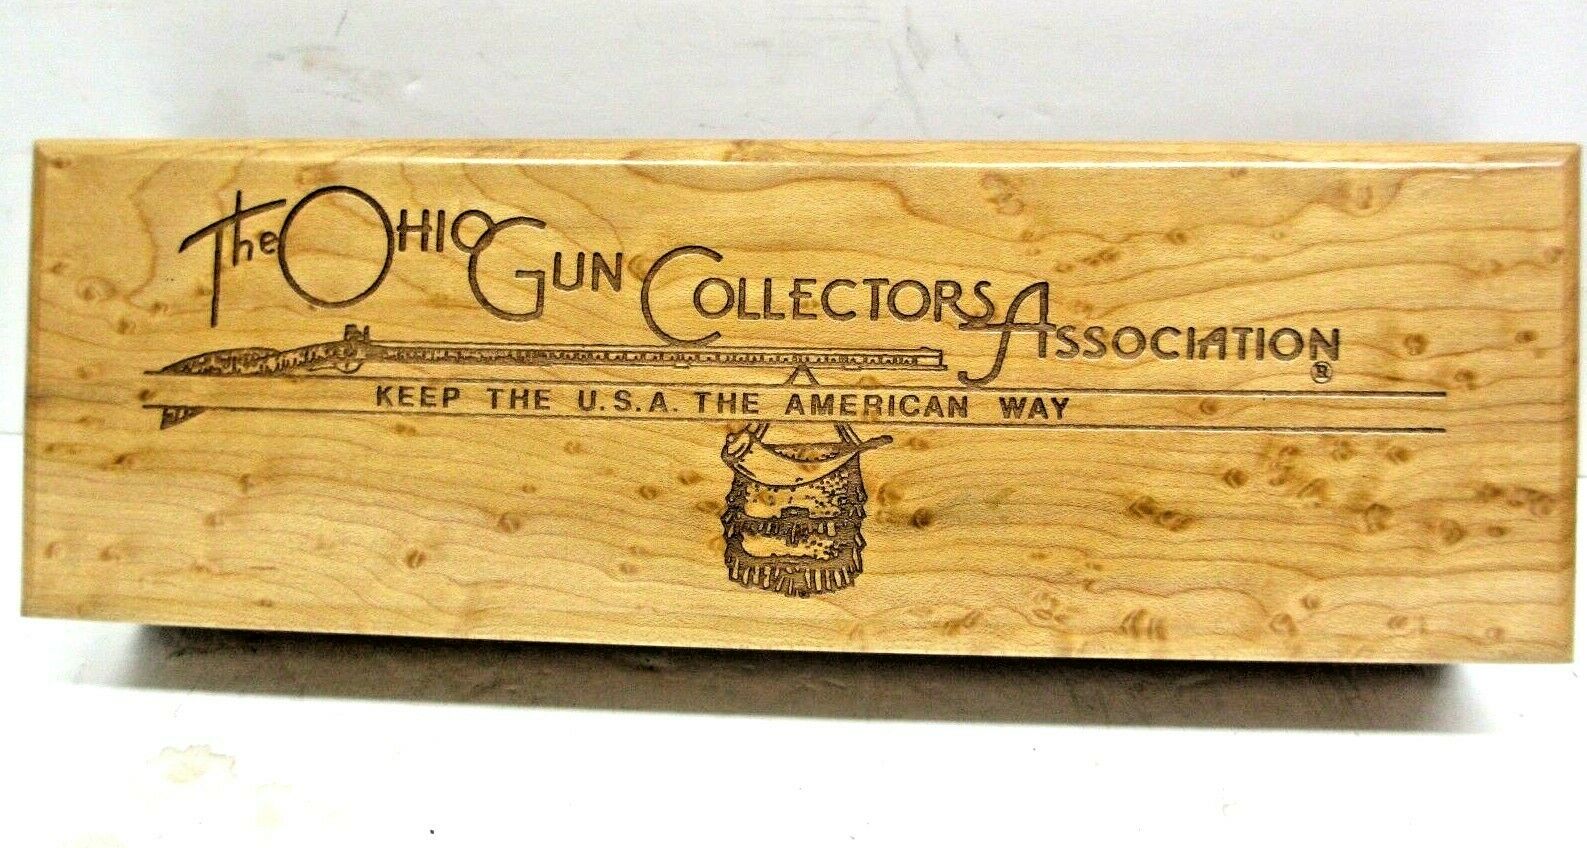 The Ohio Gun Collectors Association ®
KEEP THE U.S.A. THE AMERICAN WAY